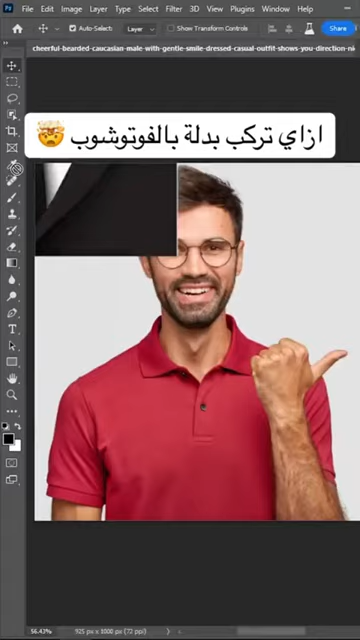 Ps File Edit Image Layer Type Select Filter 3D View Plugins Window Help
Auto-Select: Layer Show Transform Controls Share
cheerful-bearded-caucasian-male-with-gentle-smile-dressed-casual-outfit-shows-you-direction
ازاي تركب بدلة بالفوتوشوب 🤯
56.43% 925 px x 1000 px (72 ppi)